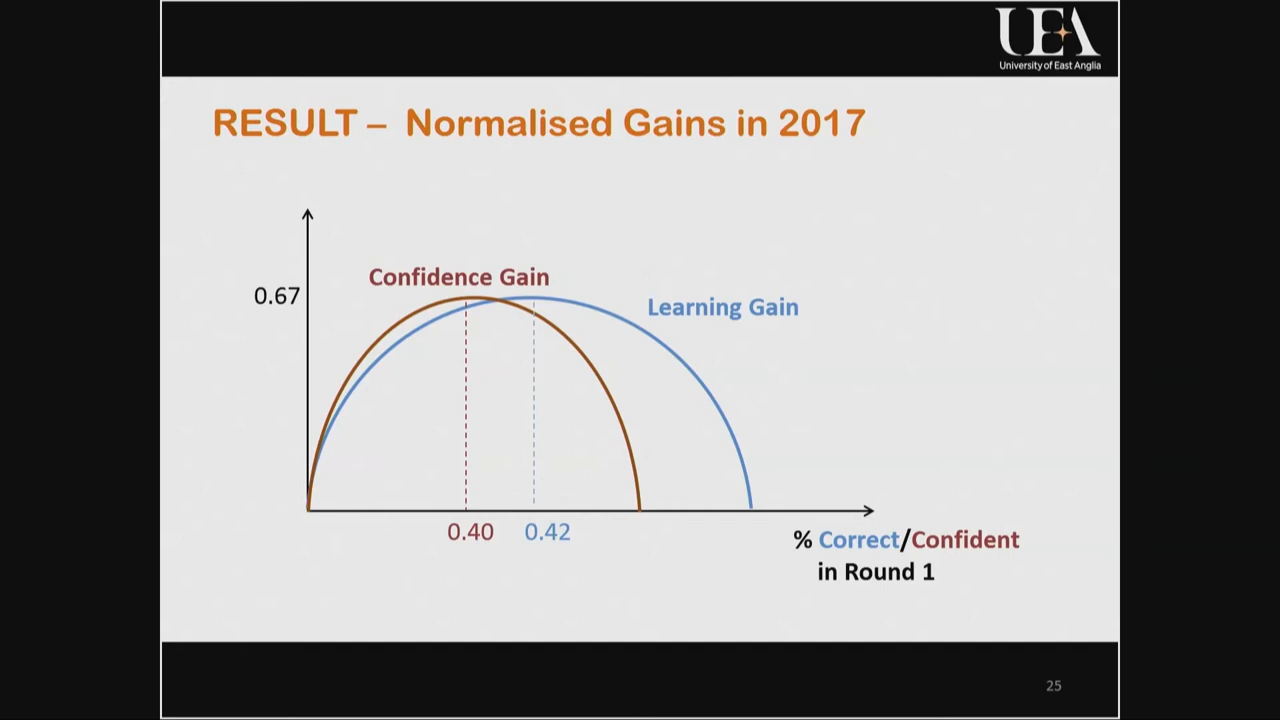 UEA
University of East Anglia
RESULT – Normalised Gains in 2017
Confidence Gain
0.67
Learning Gain
0.40
0.42
% Correct/Confident
in Round 1
25